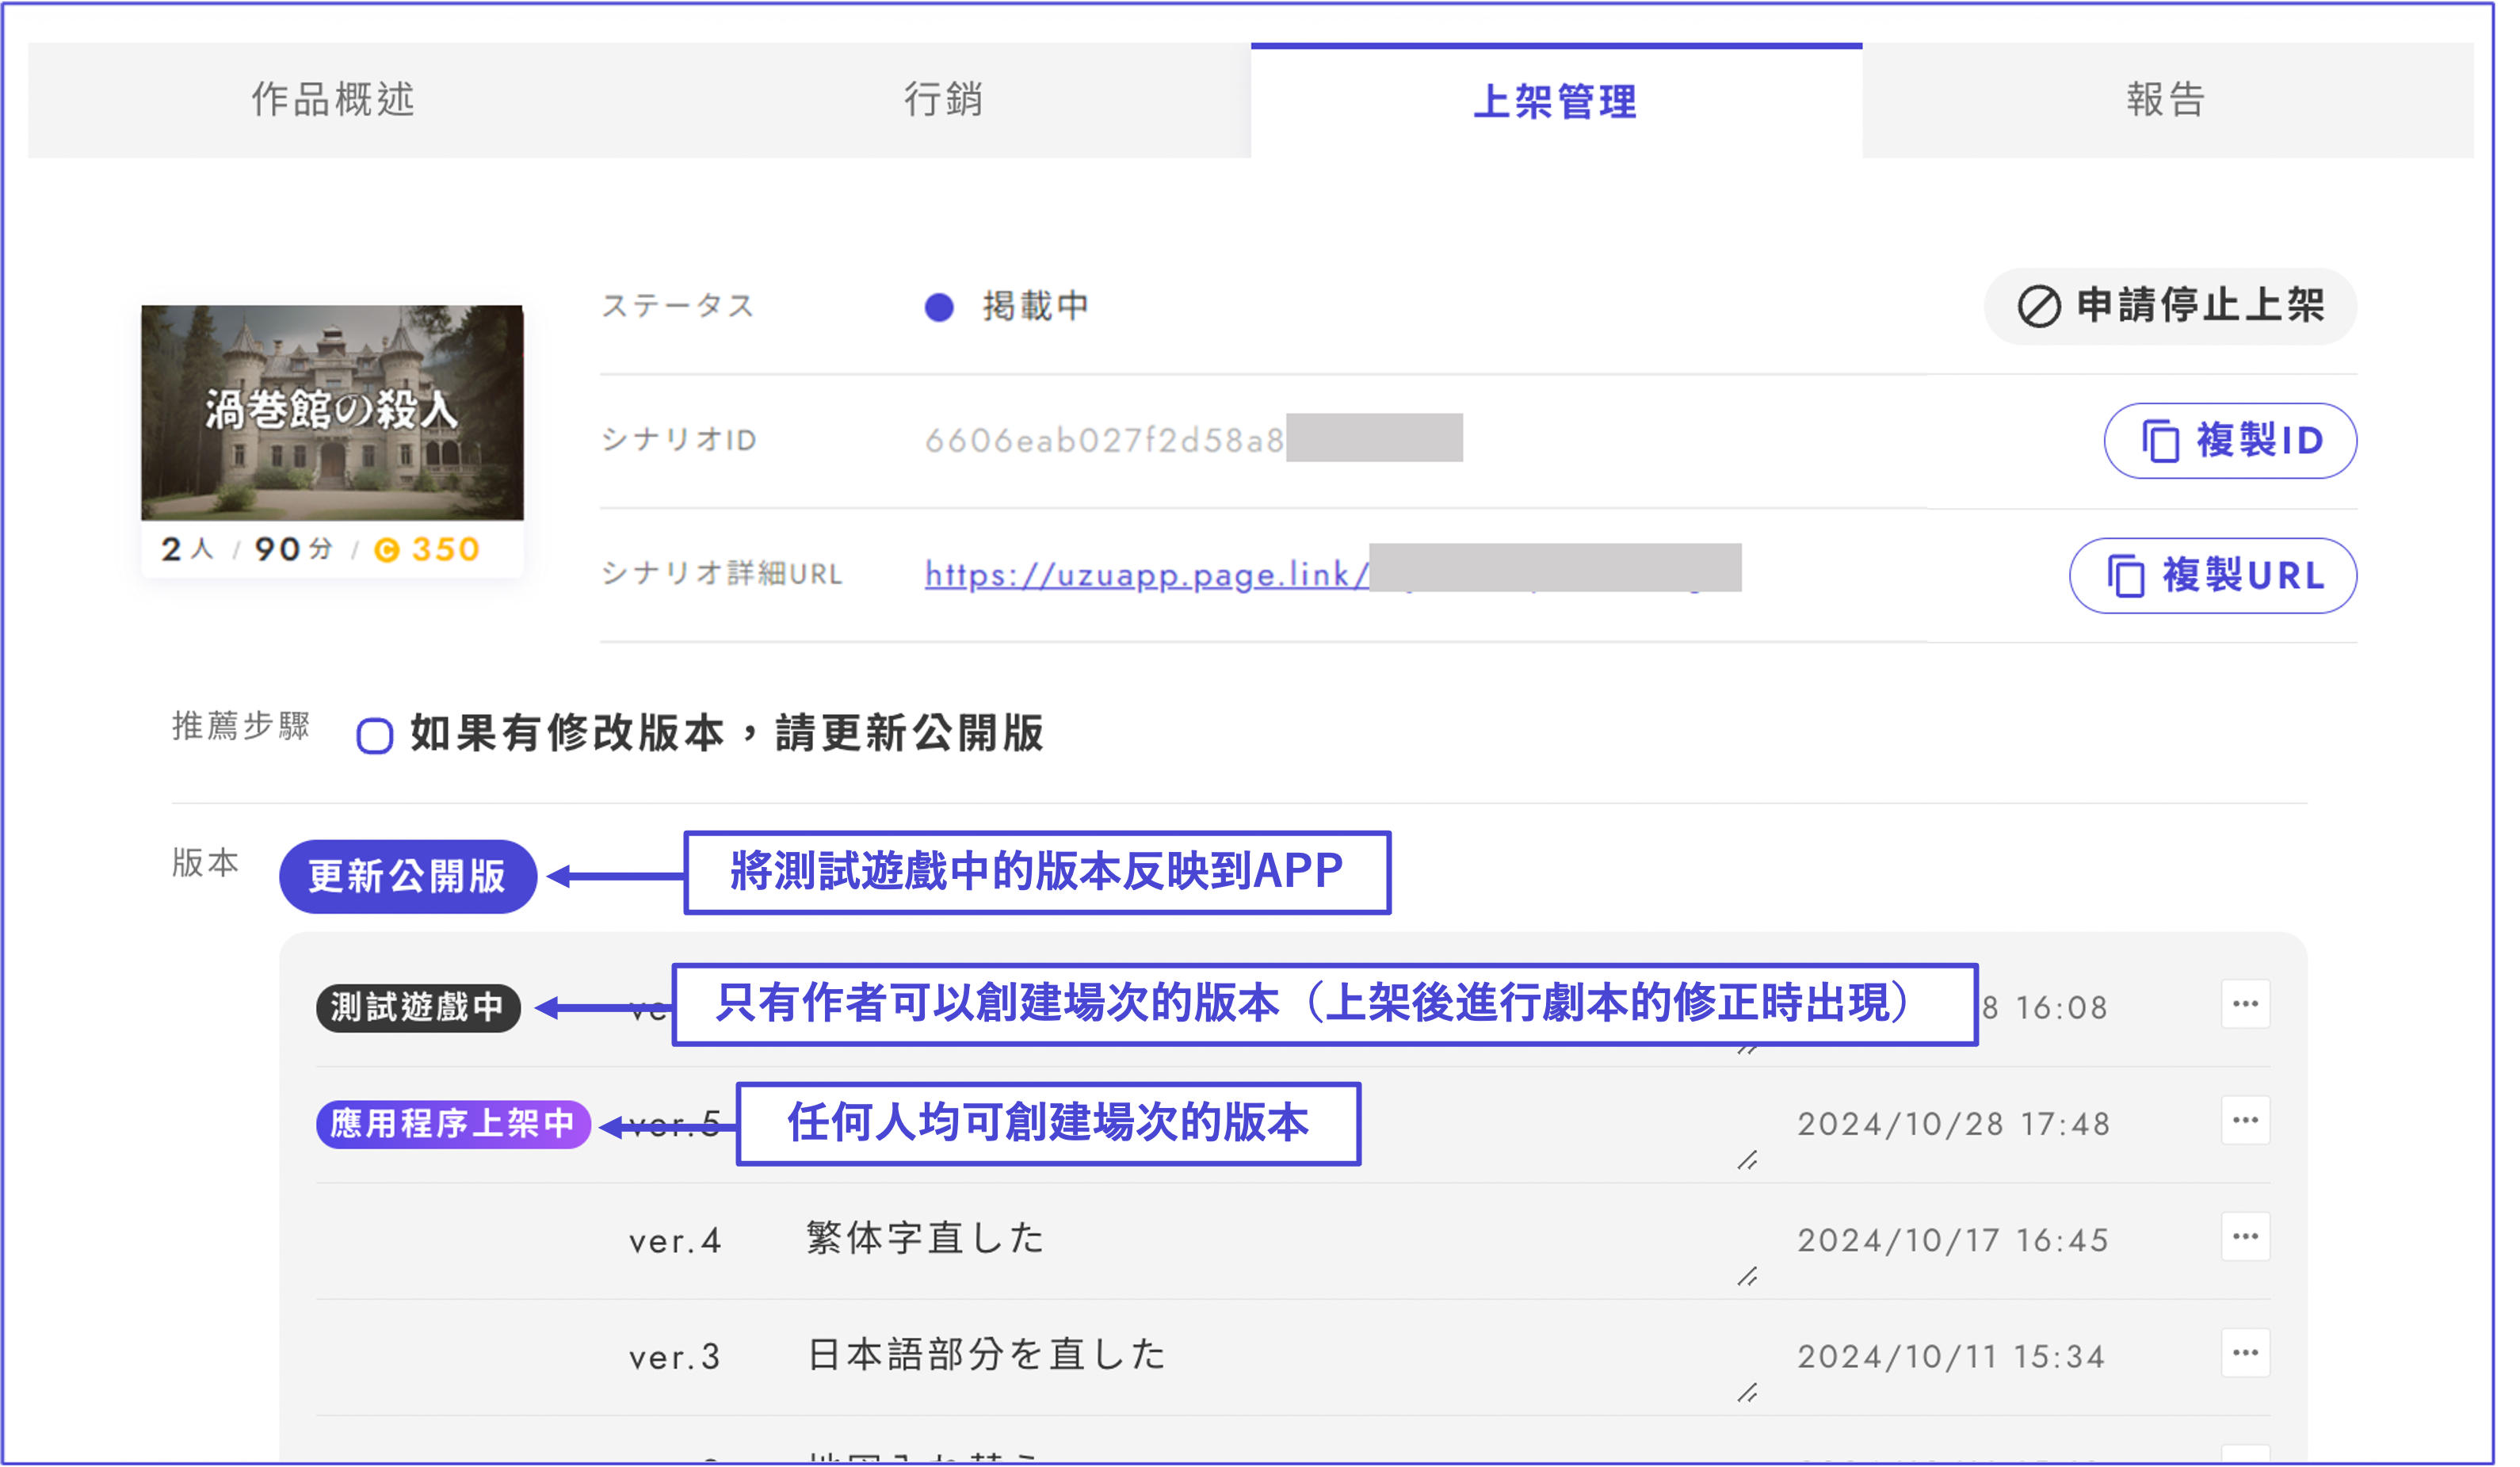 作品概述
行銷
上架管理
報告
渦巻館の殺人
2人 / 90分 / C 350
ステータス
掲載中
申請停止上架
シナリオID
6606eab027f2d58a8
複製ID
シナリオ詳細URL
https://uzuapp.page.link/
複製URL
推薦步驟
如果有修改版本，請更新公開版
版本
更新公開版
將測試遊戲中的版本反映到APP
測試遊戲中
只有作者可以創建場次的版本（上架後進行劇本的修正時出現）
8 16:08
應用程序上架中
ver.5
任何人均可創建場次的版本
2024/10/28 17:48
ver.4 繁体字直した 2024/10/17 16:45
ver.3 日本語部分を直した 2024/10/11 15:34